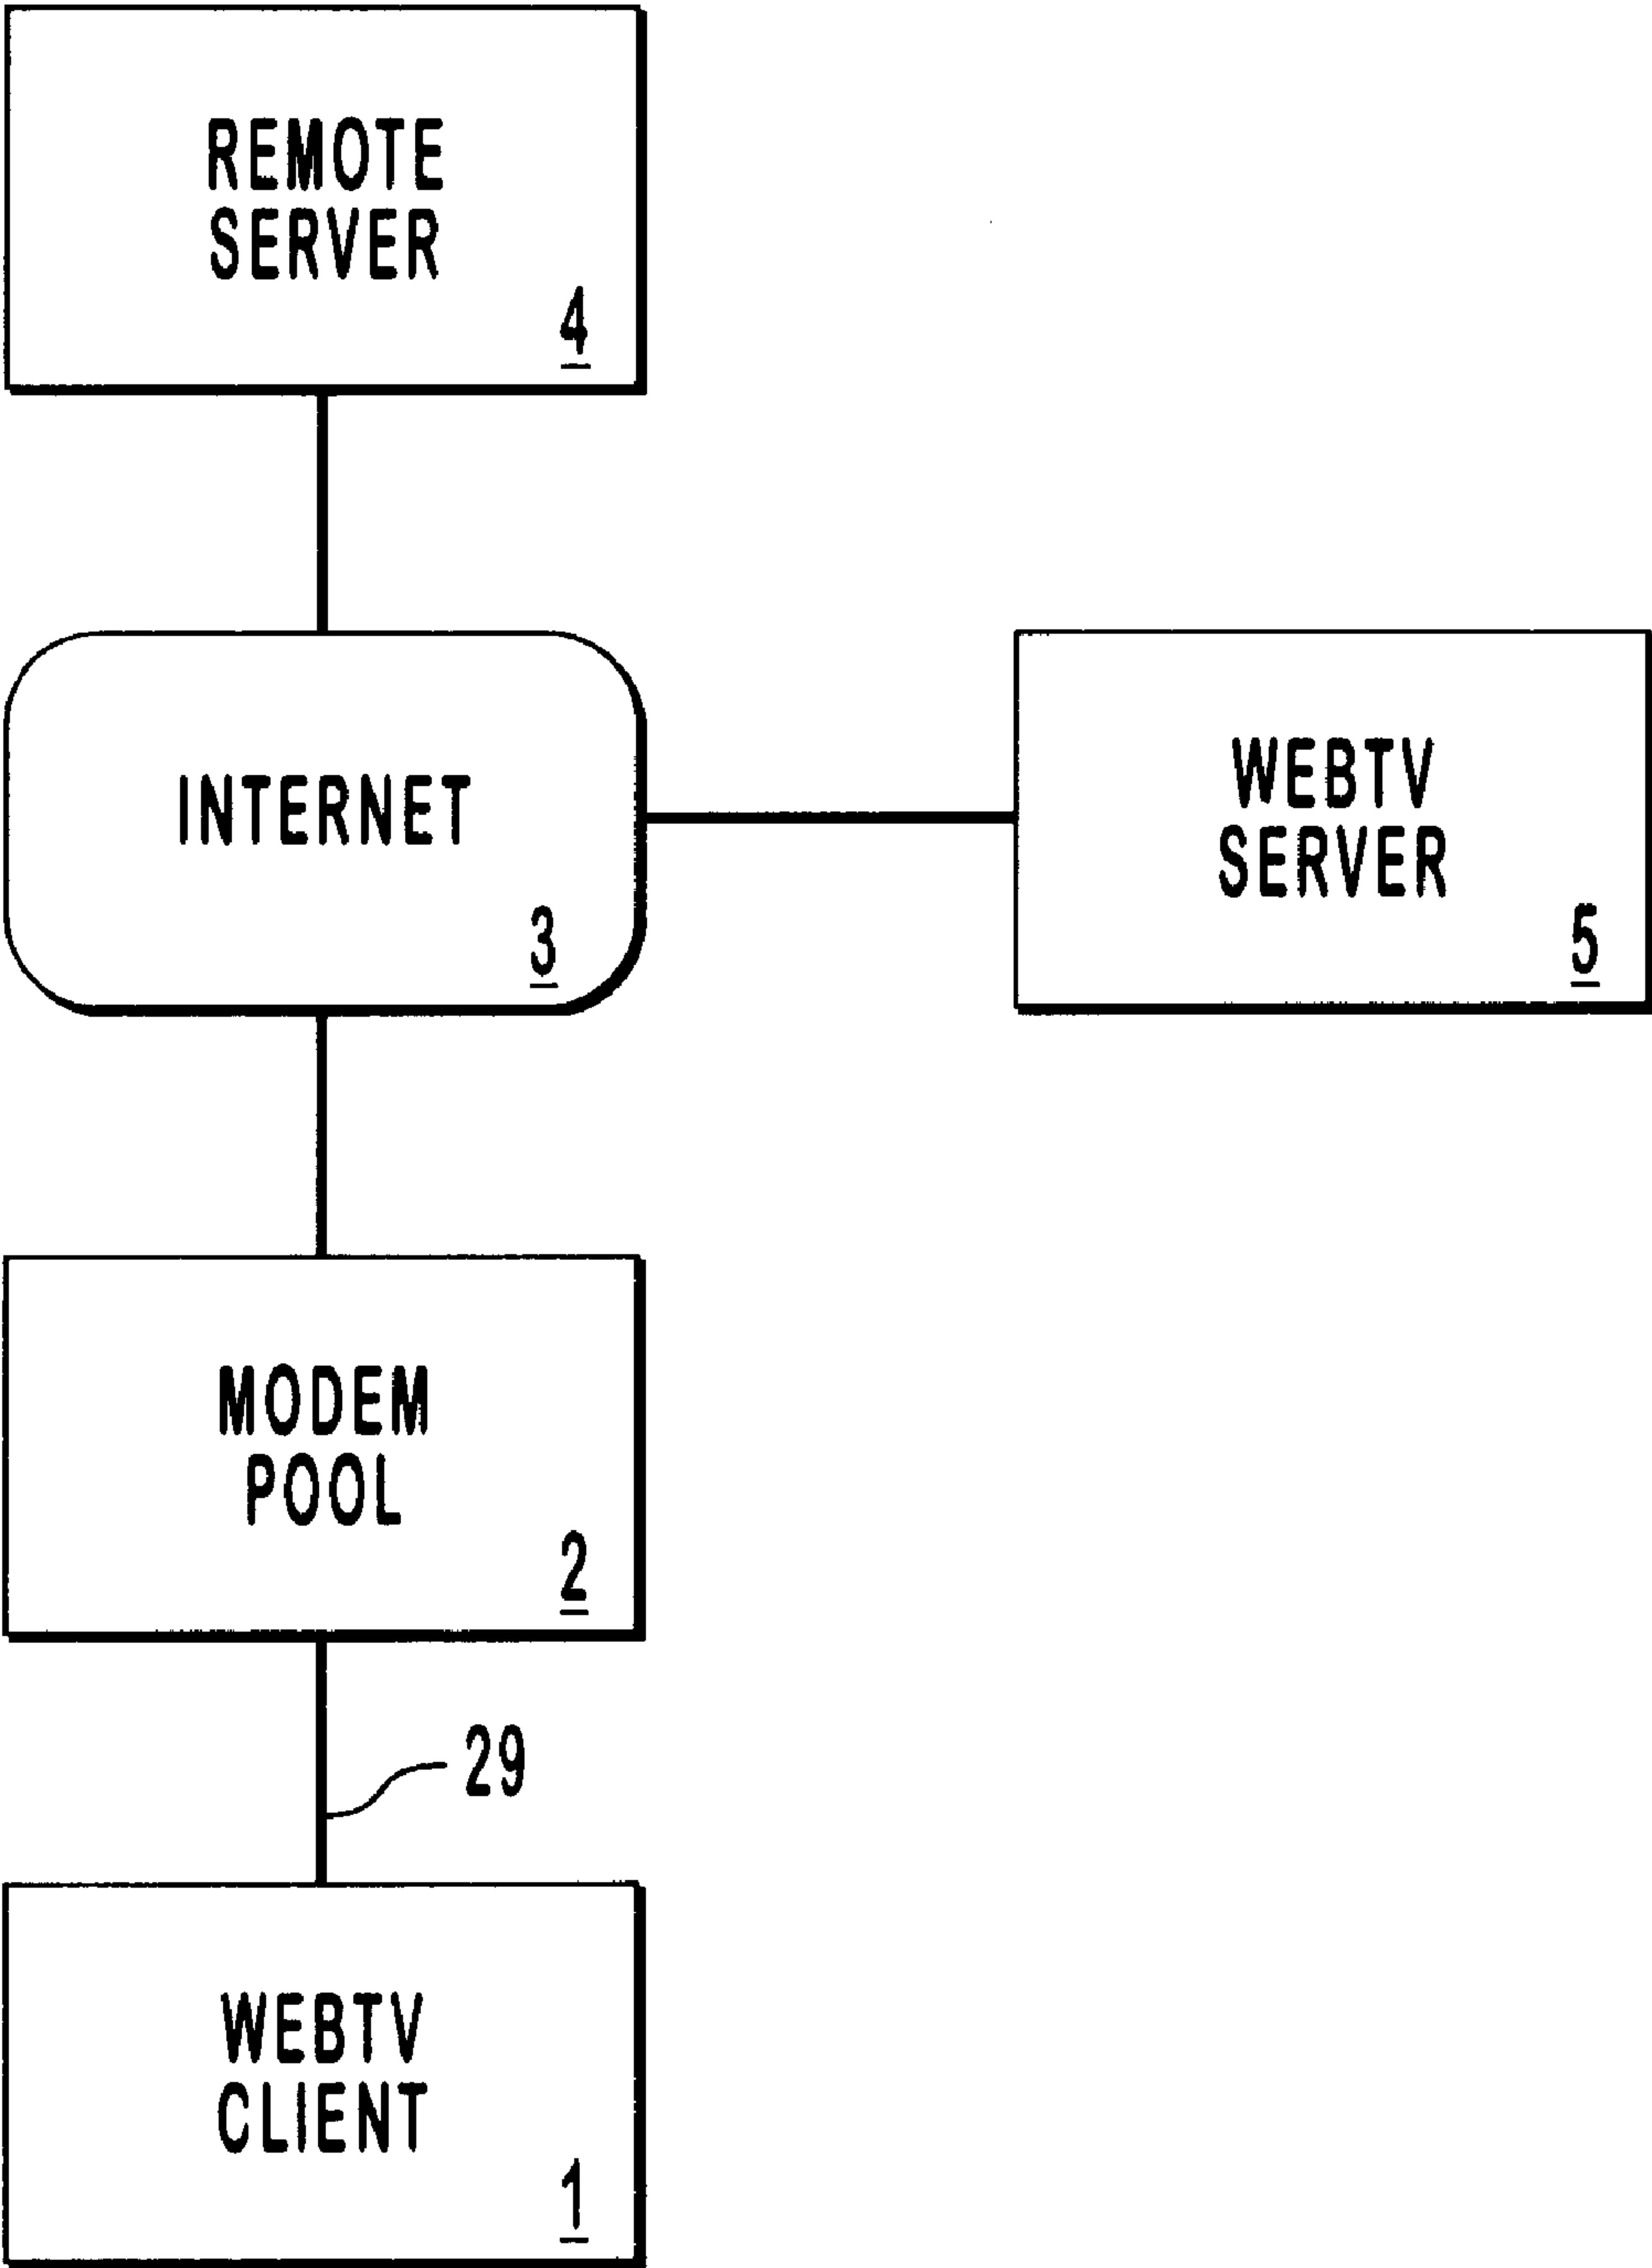 REMOTE
SERVER
4
INTERNET
3
WEBTV
SERVER
5
MODEM
POOL
2
29
WEBTV
CLIENT
1